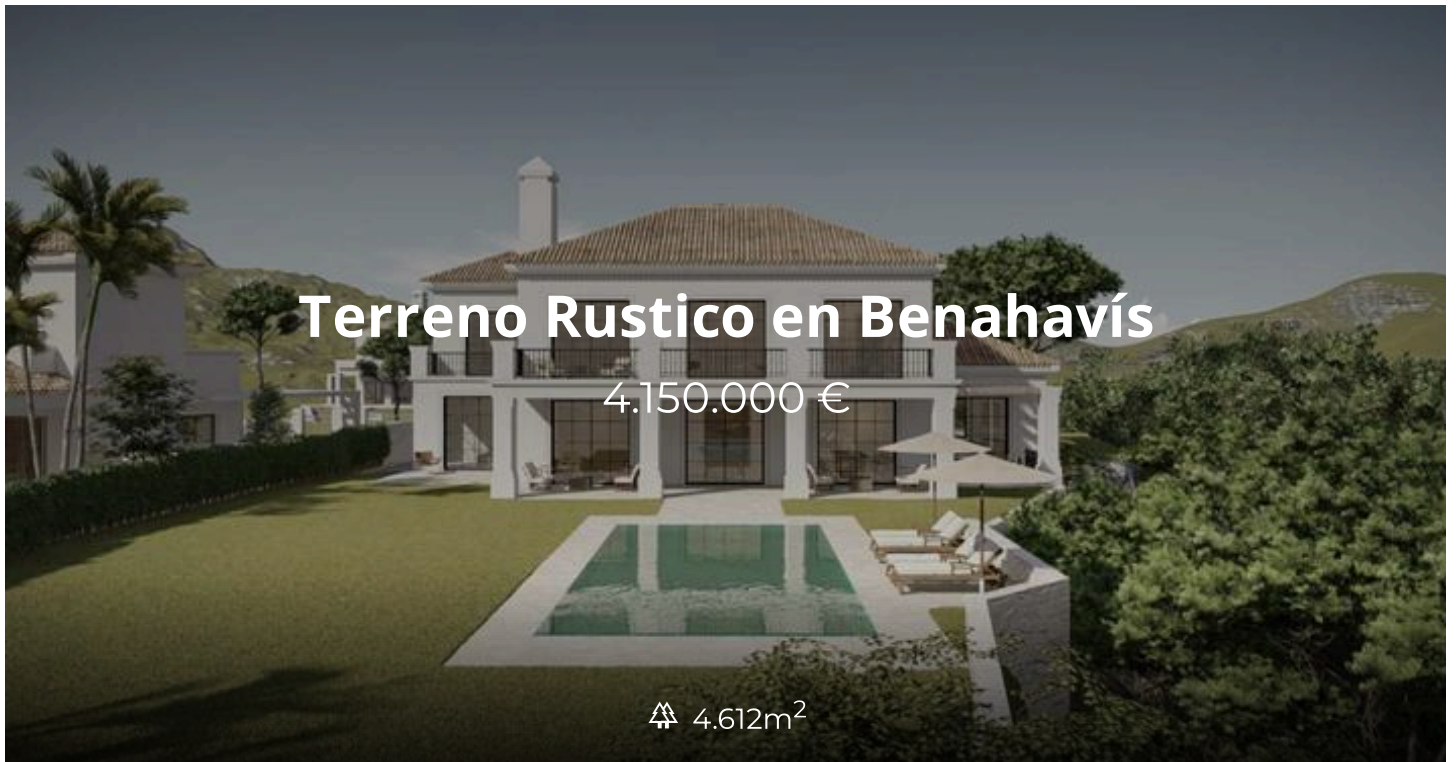 Terreno Rustico en Benahavís
4.150.000 €
4.612m²